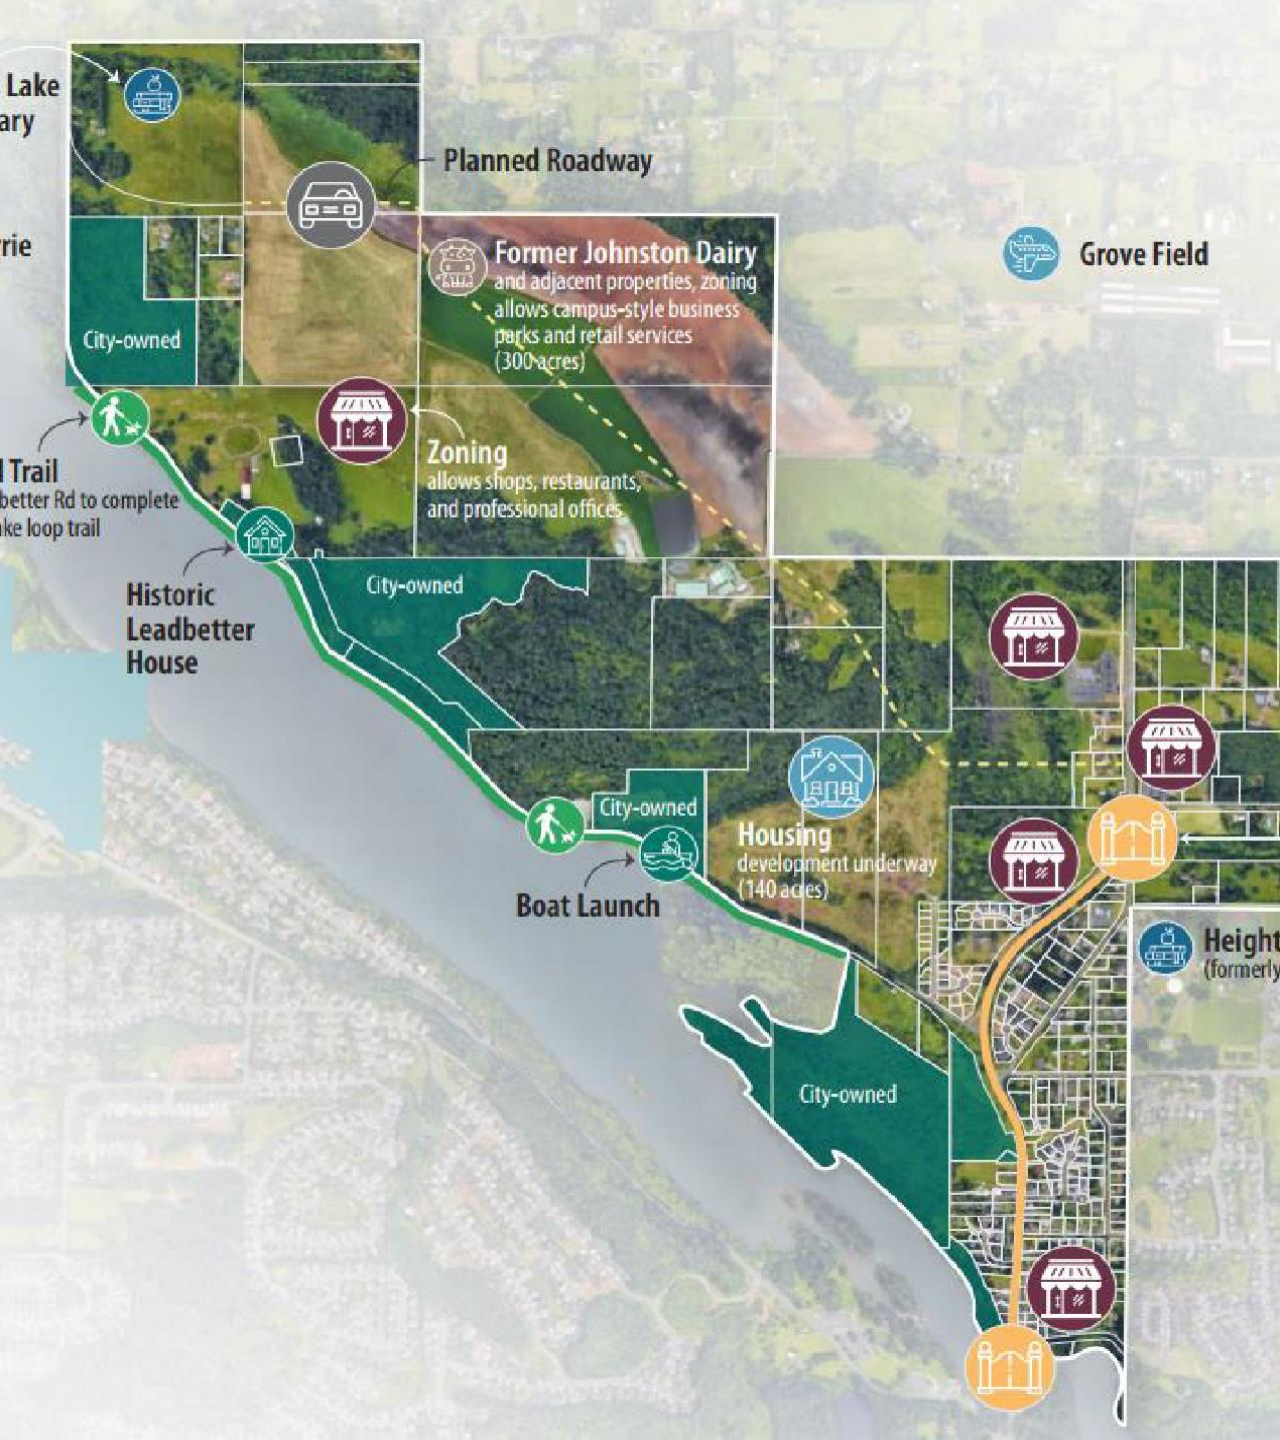 Lake
ary
Planned Roadway
rie
Former Johnston Dairy
and adjacent properties, zoning
allows campus-style business
parks and retail services
(300 acres)
Grove Field
City-owned
Zoning
allows shops, restaurants,
and professional offices
l Trail
better Rd to complete
ke loop trail
Historic
Leadbetter
House
City-owned
City-owned
Boat Launch
Housing
development underway
(140 acres)
Height
(formerly
City-owned